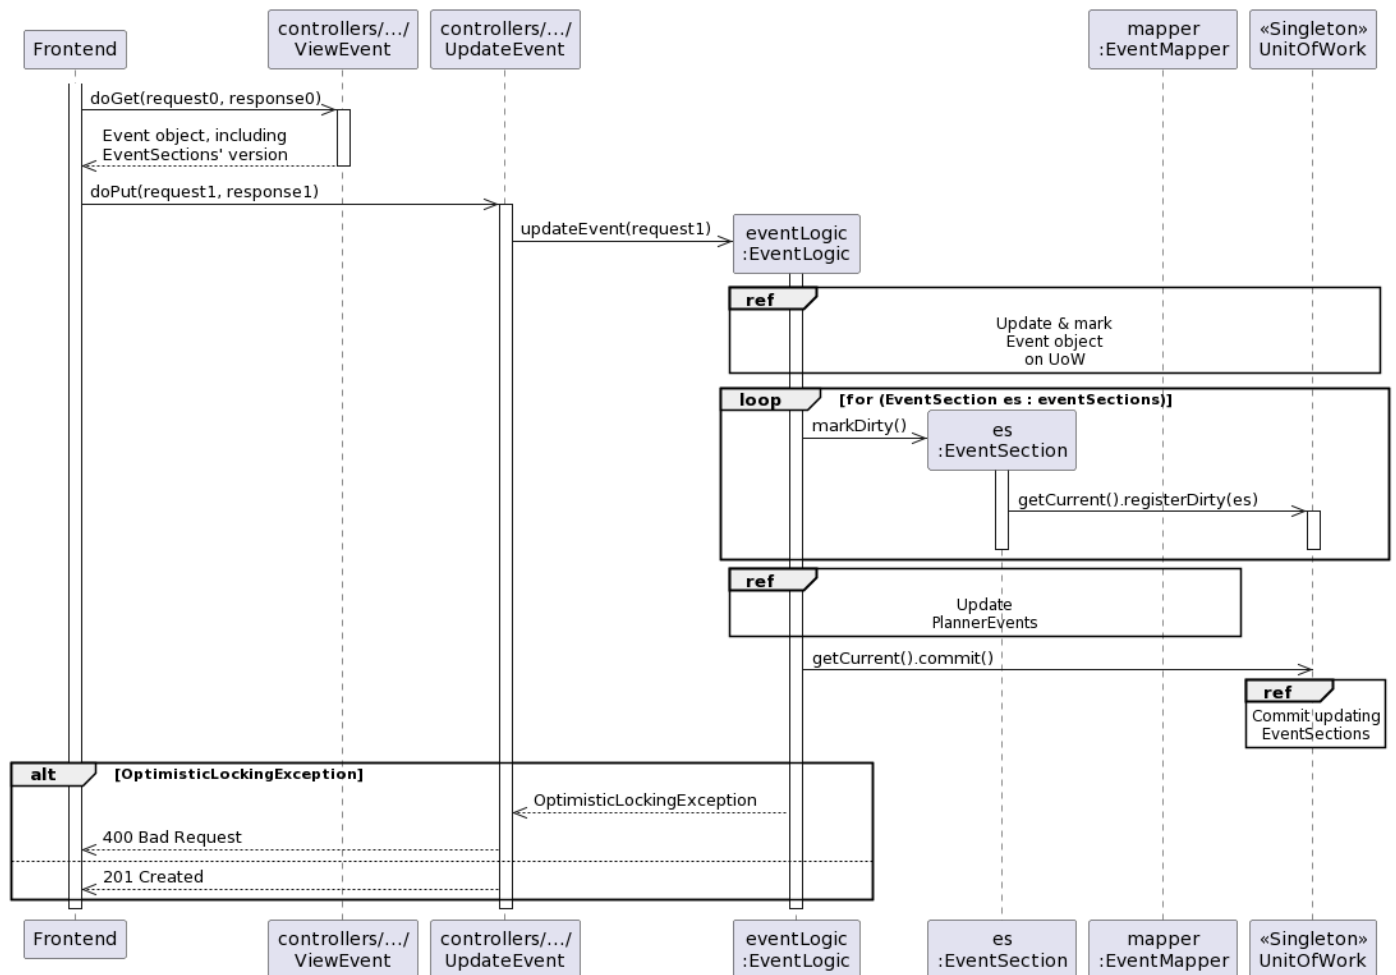 Frontend
controllers/.../
ViewEvent
controllers/.../
UpdateEvent
mapper
:EventMapper
«Singleton»
UnitOfWork
doGet(request0, response0)
Event object, including
EventSections' version
doPut(request1, response1)
updateEvent(request1)
eventLogic
:EventLogic
ref
Update & mark
Event object
on UoW
loop
[for (EventSection es : eventSections)]
markDirty()
es
:EventSection
getCurrent().registerDirty(es)
ref
Update
PlannerEvents
getCurrent().commit()
ref
Commit updating
EventSections
alt
[OptimisticLockingException]
OptimisticLockingException
400 Bad Request
201 Created
Frontend
controllers/.../
ViewEvent
controllers/.../
UpdateEvent
eventLogic
:EventLogic
es
:EventSection
mapper
:EventMapper
«Singleton»
UnitOfWork